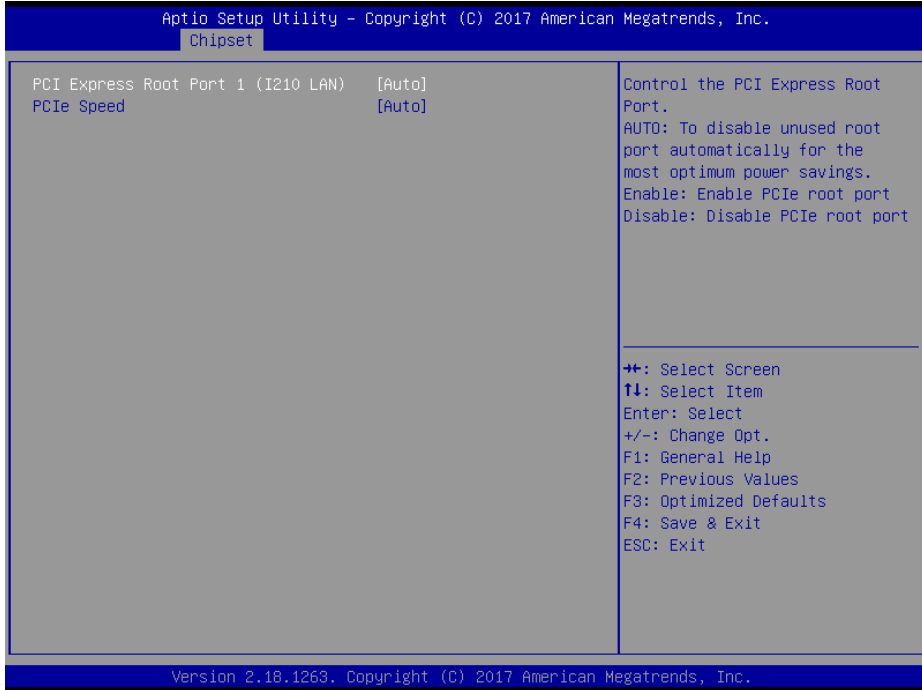 Aptio Setup Utility – Copyright (C) 2017 American Megatrends, Inc.
Chipset
PCI Express Root Port 1 (I210 LAN) [Auto]
PCIe Speed [Auto]
Control the PCI Express Root
Port.
AUTO: To disable unused root
port automatically for the
most optimum power savings.
Enable: Enable PCIe root port
Disable: Disable PCIe root port
→←: Select Screen
↑↓: Select Item
Enter: Select
+/-: Change Opt.
F1: General Help
F2: Previous Values
F3: Optimized Defaults
F4: Save & Exit
ESC: Exit
Version 2.18.1263. Copyright (C) 2017 American Megatrends, Inc.